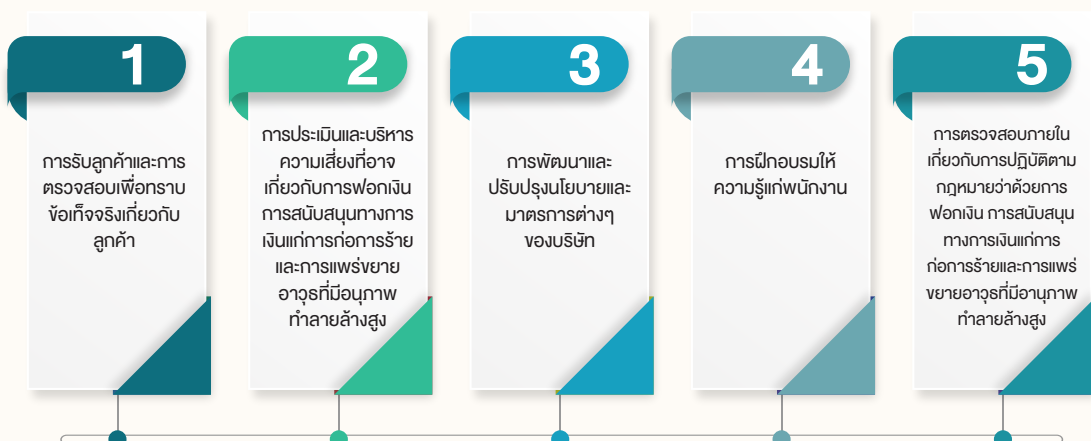 1
การรับลูกค้าและการ
ตรวจสอบเพื่อทราบ
ข้อเท็จจริงเกี่ยวกับ
ลูกค้า
2
การประเมินและบริหาร
ความเสี่ยงที่อาจ
เกี่ยวกับการฟอกเงิน
การสนับสนุนทางการ
เงินแก่การก่อการร้าย
และการแพร่ขยาย
อาวุธที่มีอนุภาพ
ทำลายล้างสูง
3
การพัฒนาและ
ปรับปรุงนโยบายและ
มาตรการต่างๆ
ของบริษัท
4
การฝึกอบรมให้
ความรู้แก่พนักงาน
5
การตรวจสอบภายใน
เกี่ยวกับการปฏิบัติตาม
กฎหมายว่าด้วยการ
ฟอกเงิน การสนับสนุน
ทางการเงินแก่การ
ก่อการร้ายและการแพร่
ขยายอาวุธที่มีอานุภาพ
ทำลายล้างสูง